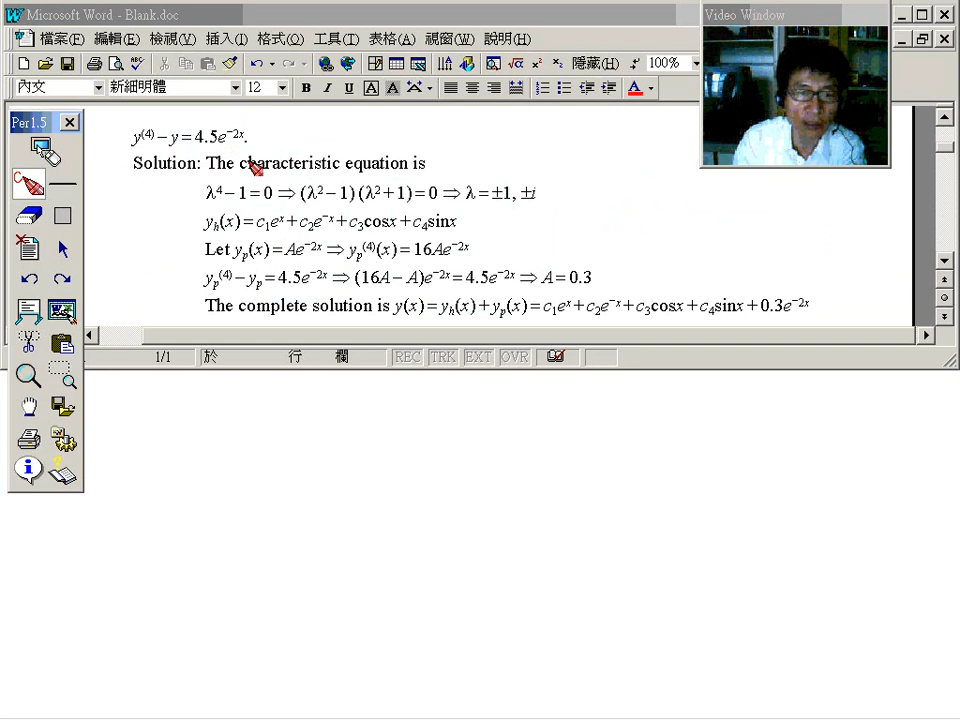 Microsoft Word - Blank.doc
Video Window
檔案(F) 編輯(E) 檢視(V) 插入(I) 格式(O) 工具(T) 表格(A) 視窗(W) 說明(H)
隱藏(H) 100%
內文 新細明體 12 B I U A A A
Per1.5
y⁽⁴⁾ − y = 4.5e⁻²ˣ.
Solution: The characteristic equation is
λ⁴ − 1 = 0 ⇒ (λ² − 1) (λ² + 1) = 0 ⇒ λ = ±1, ±i
yₕ(x) = c₁eˣ + c₂e⁻ˣ + c₃cosx + c₄sinx
Let yₚ(x) = Ae⁻²ˣ ⇒ yₚ⁽⁴⁾(x) = 16Ae⁻²ˣ
yₚ⁽⁴⁾ − yₚ = 4.5e⁻²ˣ ⇒ (16A − A)e⁻²ˣ = 4.5e⁻²ˣ ⇒ A = 0.3
The complete solution is y(x) = yₕ(x) + yₚ(x) = c₁eˣ + c₂e⁻ˣ + c₃cosx + c₄sinx + 0.3e⁻²ˣ
1/1 於 行 欄 REC TRK EXT OVR